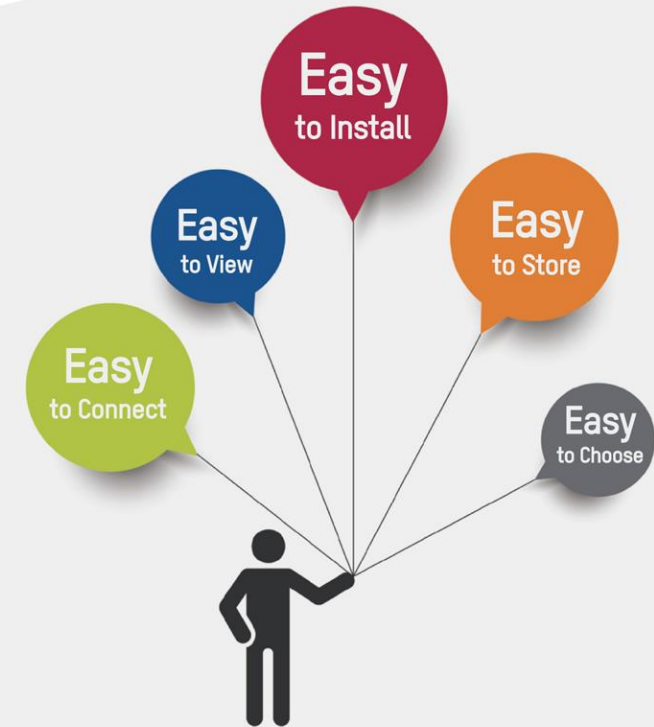 Easy
to Install
Easy
to View
Easy
to Store
Easy
to Connect
Easy
to Choose